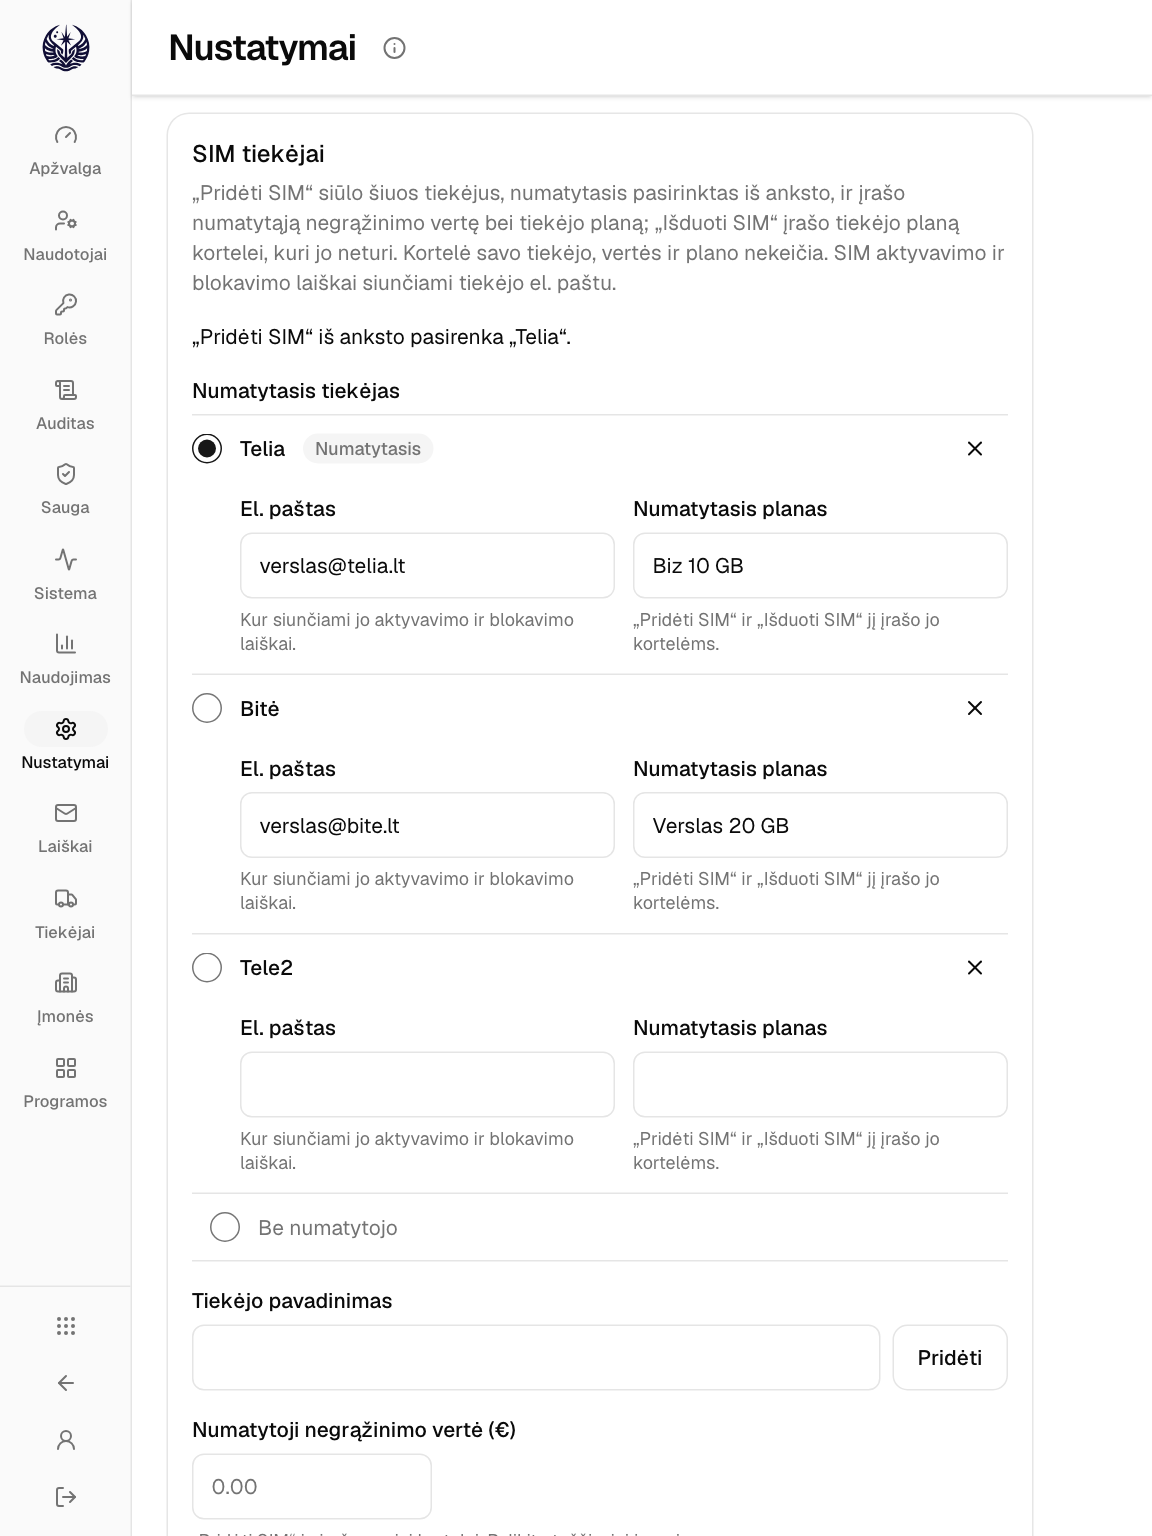 Nustatymai
Apžvalga
Naudotojai
Rolės
Auditas
Sauga
Sistema
Naudojimas
Nustatymai
Laiškai
Tiekėjai
Įmonės
Programos
SIM tiekėjai
„Pridėti SIM“ siūlo šiuos tiekėjus, numatytasis pasirinktas iš anksto, ir įrašo
numatytąją negrąžinimo vertę bei tiekėjo planą; „Išduoti SIM“ įrašo tiekėjo planą
kortelei, kuri jo neturi. Kortelė savo tiekėjo, vertės ir plano nekeičia. SIM aktyvavimo ir
blokavimo laiškai siunčiami tiekėjo el. paštu.
„Pridėti SIM“ iš anksto pasirenka „Telia“.
Numatytasis tiekėjas
Telia Numatytasis
El. paštas Numatytasis planas
verslas@telia.lt Biz 10 GB
Kur siunčiami jo aktyvavimo ir blokavimo „Pridėti SIM“ ir „Išduoti SIM“ jį įrašo jo
laiškai. kortelėms.
Bitė
El. paštas Numatytasis planas
verslas@bite.lt Verslas 20 GB
Kur siunčiami jo aktyvavimo ir blokavimo „Pridėti SIM“ ir „Išduoti SIM“ jį įrašo jo
laiškai. kortelėms.
Tele2
El. paštas Numatytasis planas
Kur siunčiami jo aktyvavimo ir blokavimo „Pridėti SIM“ ir „Išduoti SIM“ jį įrašo jo
laiškai. kortelėms.
Be numatytojo
Tiekėjo pavadinimas
Pridėti
Numatytoji negrąžinimo vertė (€)
0.00